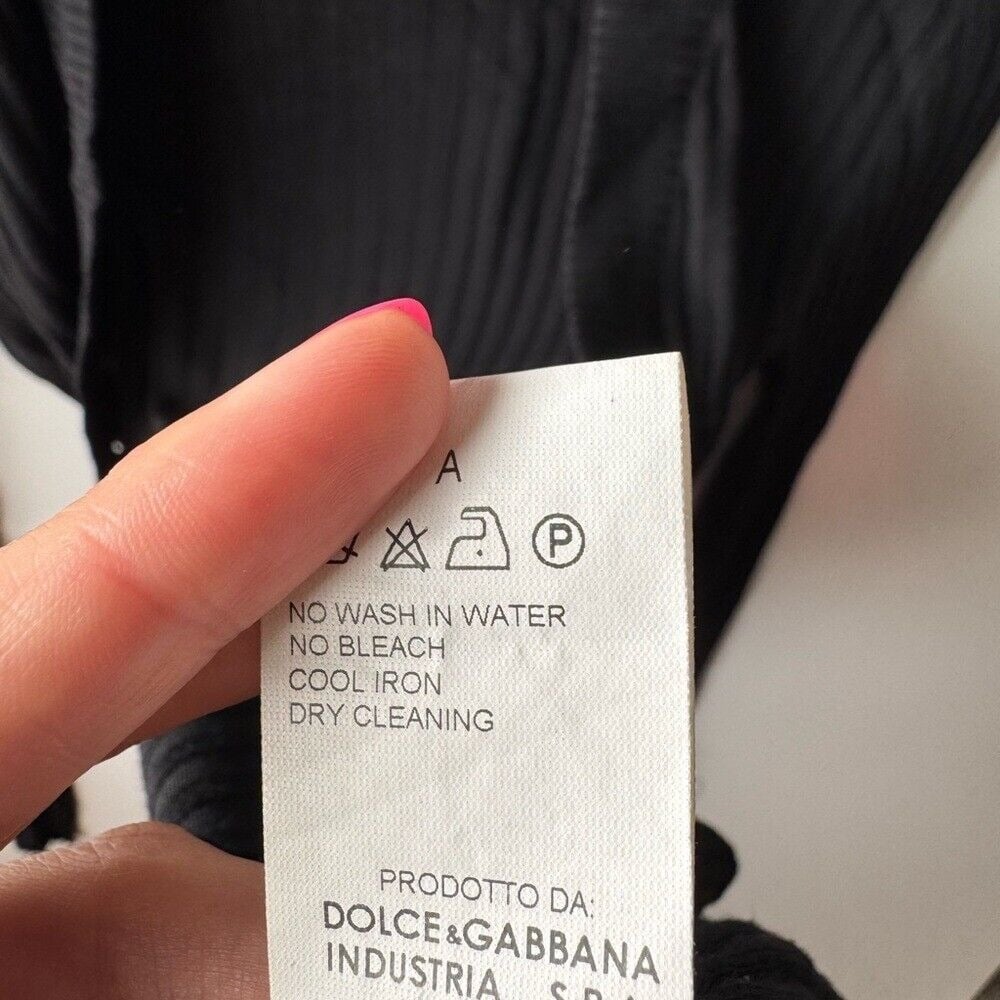 A
P
NO WASH IN WATER
NO BLEACH
COOL IRON
DRY CLEANING
PRODOTTO DA:
DOLCE&GABBANA
INDUSTRIA S.P.A